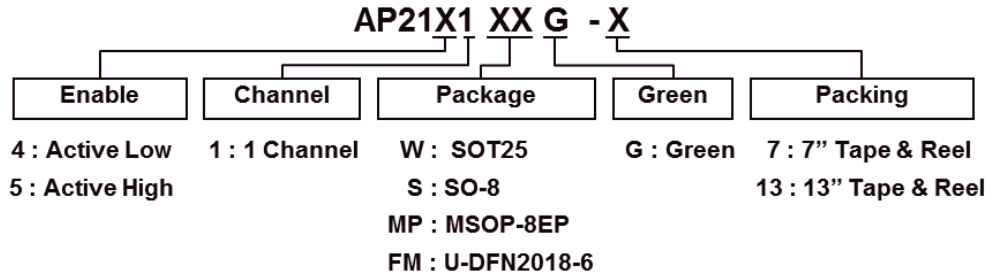 AP21X1 XX G - X
Enable Channel Package Green Packing
4 : Active Low 1 : 1 Channel W : SOT25 G : Green 7 : 7” Tape & Reel
5 : Active High S : SO-8 13 : 13” Tape & Reel
MP : MSOP-8EP
FM : U-DFN2018-6